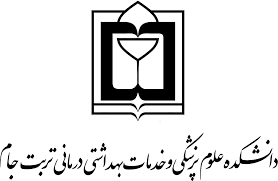 دانشکده علوم پزشکی و خدمات بهداشتی درمانی تربت جام